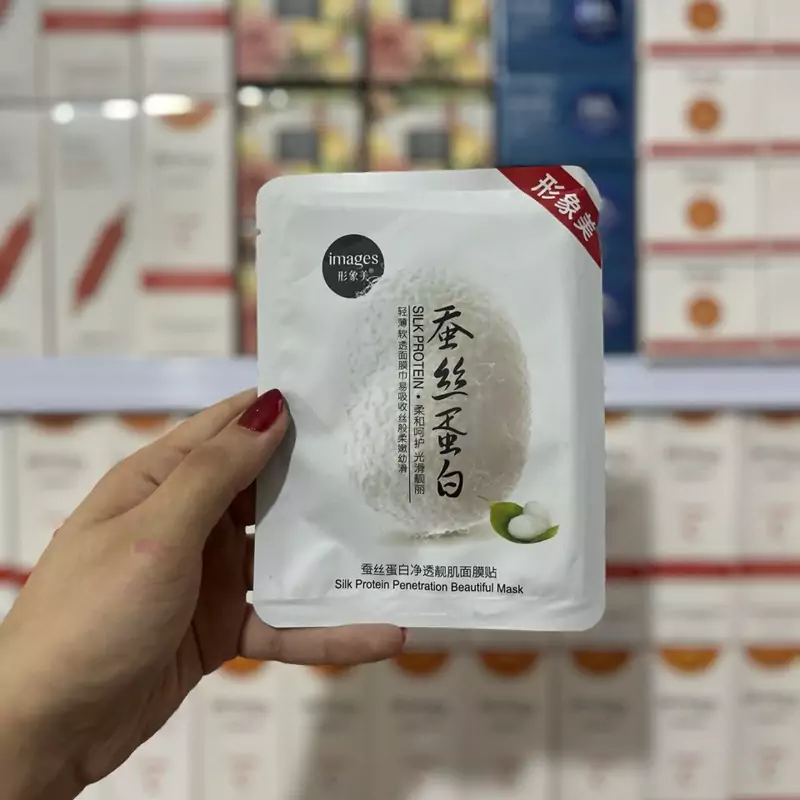 形象美
images
形象美®
蚕丝蛋白
SILK PROTEIN · 柔和呵护 光滑靓丽
轻薄软透面膜巾易吸收丝般柔嫩幼滑
蚕丝蛋白净透靓肌面膜贴
Silk Protein Penetration Beautiful Mask